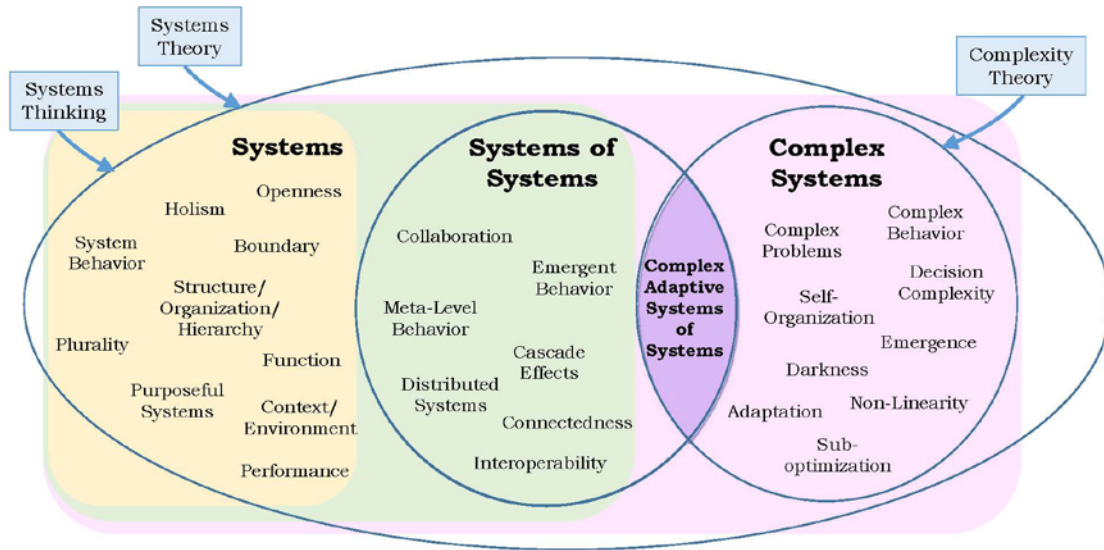 Systems
Theory
Systems
Thinking
Complexity
Theory
Systems
Openness
Holism
System
Behavior
Boundary
Structure/
Organization/
Hierarchy
Plurality
Function
Purposeful
Systems
Context/
Environment
Performance
Systems of
Systems
Collaboration
Emergent
Behavior
Meta-Level
Behavior
Cascade
Effects
Distributed
Systems
Connectedness
Interoperability
Complex
Adaptive
Systems
of
Systems
Complex
Systems
Complex
Behavior
Complex
Problems
Decision
Complexity
Self-
Organization
Emergence
Darkness
Adaptation
Non-Linearity
Sub-
optimization